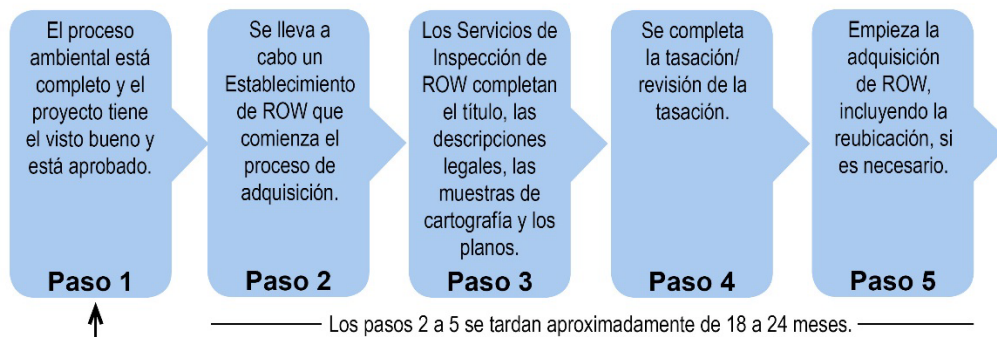 El proceso
ambiental está
completo y el
proyecto tiene
el visto bueno y
está aprobado.
Paso 1
Se lleva a
cabo un
Establecimiento
de ROW que
comienza el
proceso de
adquisición.
Paso 2
Los Servicios de
Inspección de
ROW completan
el título, las
descripciones
legales, las
muestras de
cartografía y los
planos.
Paso 3
Se completa
la tasación/
revisión de la
tasación.
Paso 4
Empieza la
adquisición
de ROW,
incluyendo la
reubicación, si
es necesario.
Paso 5
Los pasos 2 a 5 se tardan aproximadamente de 18 a 24 meses.